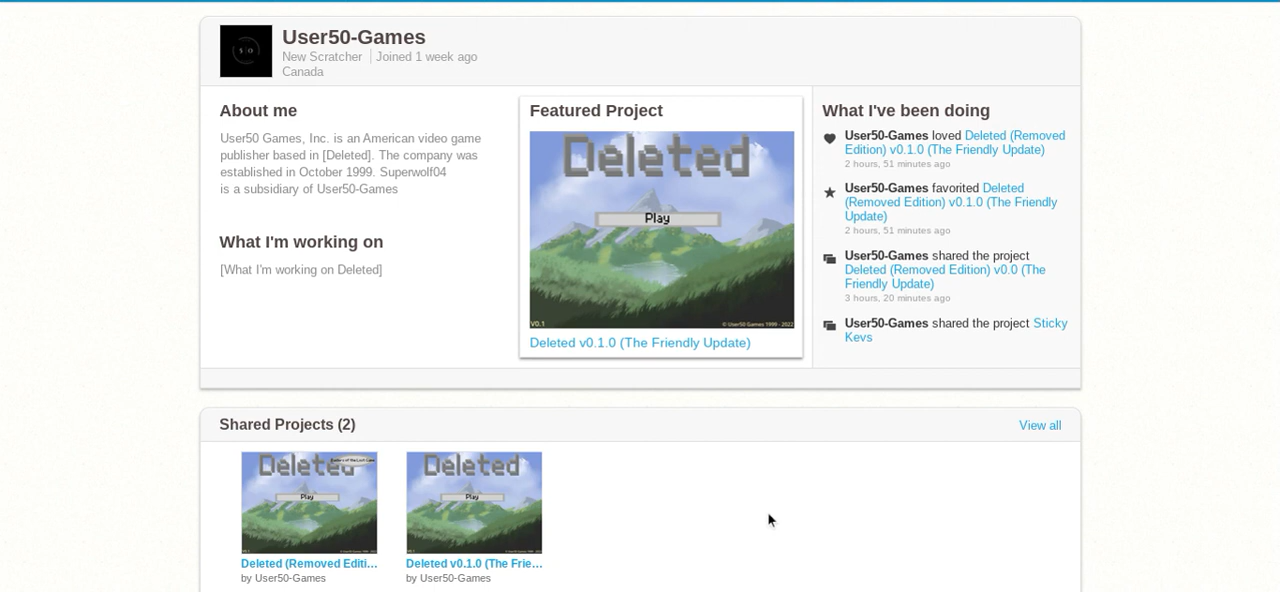 User50-Games
New Scratcher
Joined 1 week ago
Canada
About me
User50 Games, Inc. is an American video game
publisher based in [Deleted]. The company was
established in October 1999. Superwolf04
is a subsidiary of User50-Games
What I'm working on
[What I'm working on Deleted]
Featured Project
Deleted
Play
V0.1
© User50 Games 1999 - 2022
Deleted v0.1.0 (The Friendly Update)
What I've been doing
User50-Games loved Deleted (Removed
Edition) v0.1.0 (The Friendly Update)
2 hours, 51 minutes ago
User50-Games favorited Deleted
(Removed Edition) v0.1.0 (The Friendly
Update)
2 hours, 51 minutes ago
User50-Games shared the project
Deleted (Removed Edition) v0.0 (The
Friendly Update)
3 hours, 20 minutes ago
User50-Games shared the project Sticky
Kevs
Shared Projects (2)
View all
Deleted
Play
Deleted (Removed Editi...
by User50-Games
Deleted
Play
Deleted v0.1.0 (The Frie...
by User50-Games